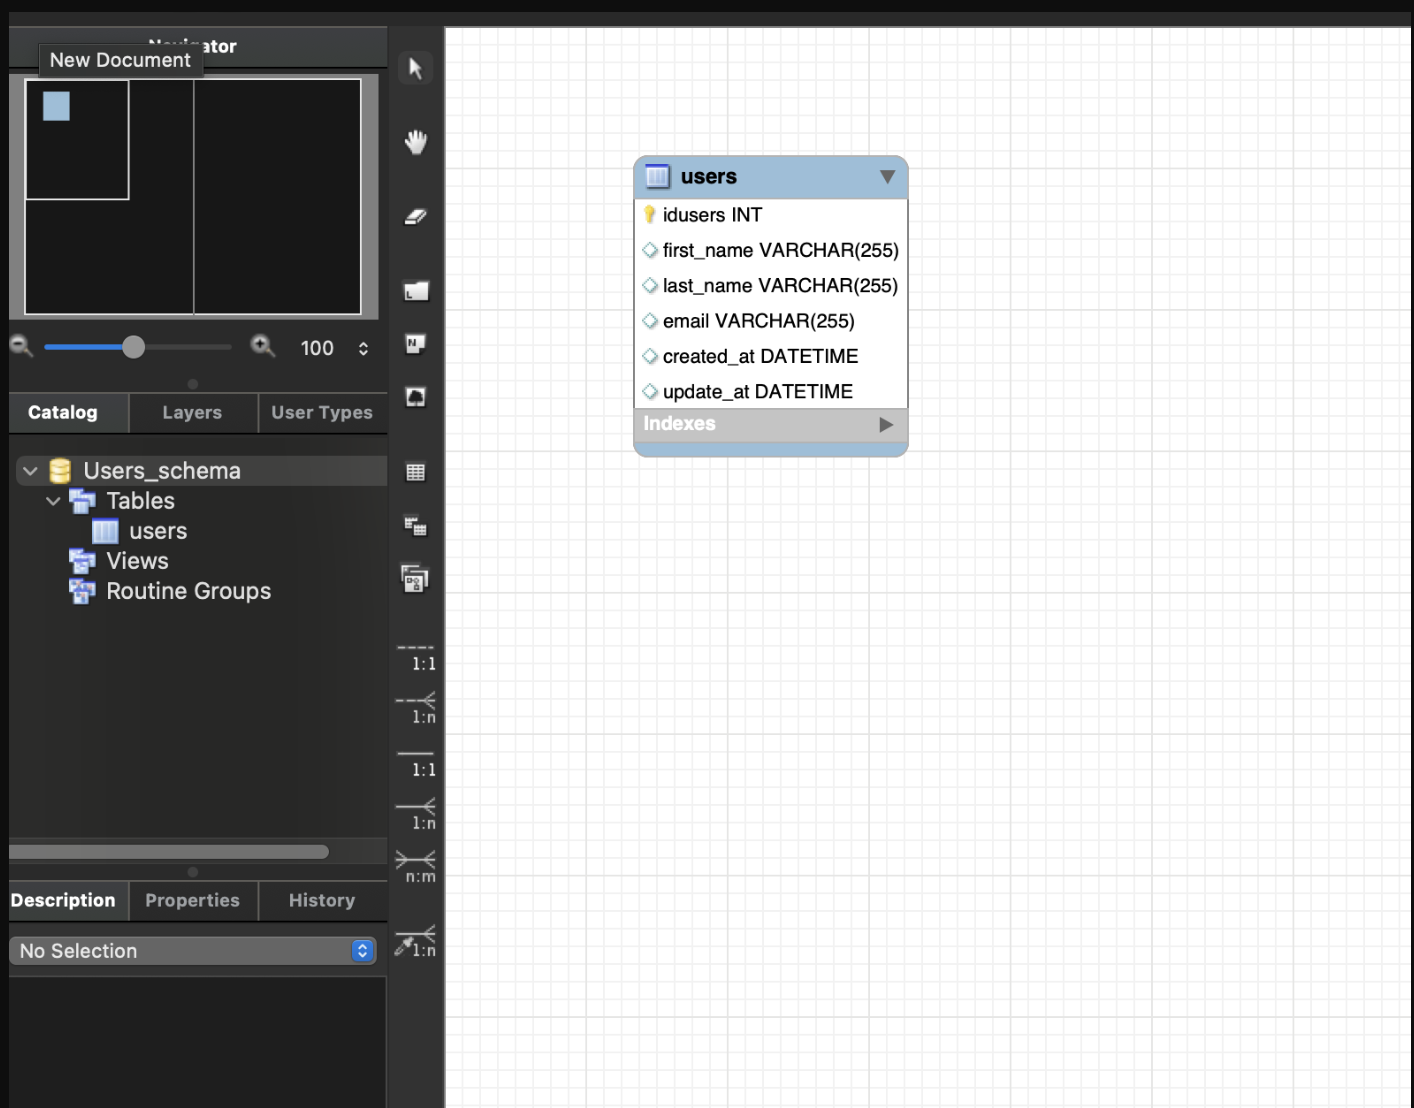 New Document
Navigator
100
Catalog
Layers
User Types
Users_schema
Tables
users
Views
Routine Groups
Description
Properties
History
No Selection
1:1
1:n
1:1
1:n
n:m
1:n
users
idusers INT
first_name VARCHAR(255)
last_name VARCHAR(255)
email VARCHAR(255)
created_at DATETIME
update_at DATETIME
Indexes